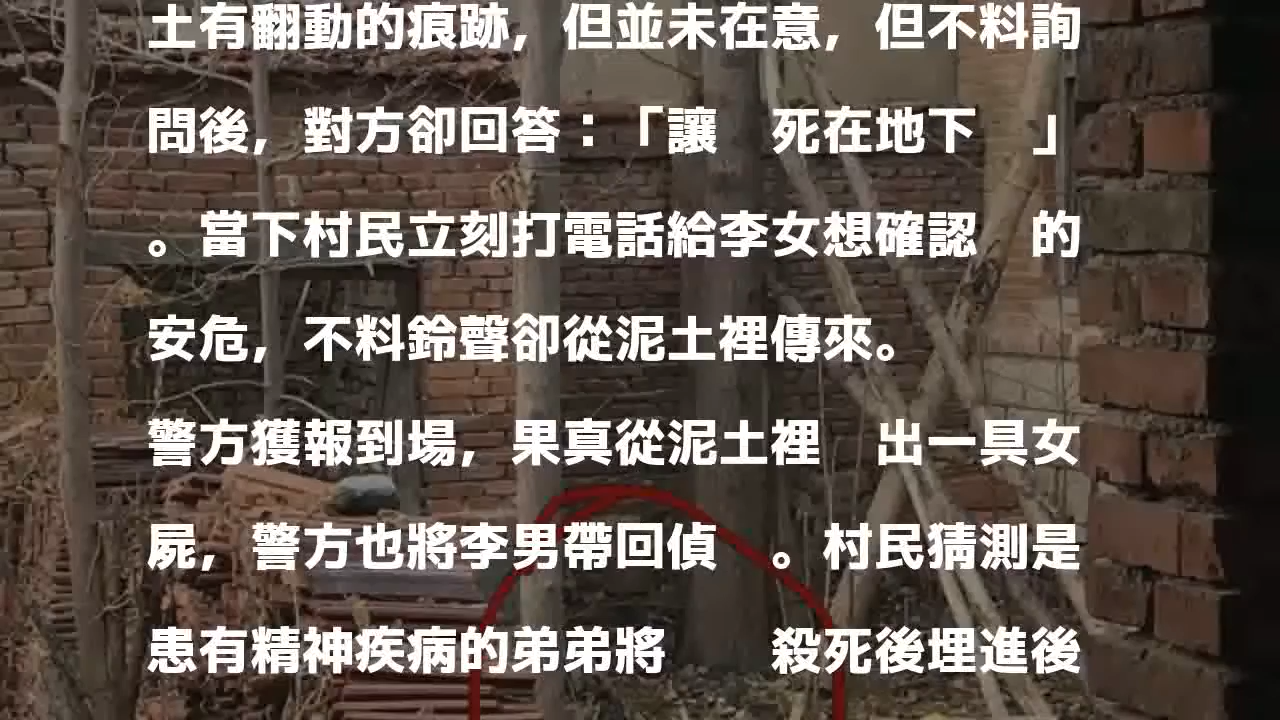 土有翻動的痕跡，但並未在意，但不料詢
問後，對方卻回答：「讓　死在地下　」
。當下村民立刻打電話給李女想確認　的
安危，不料鈴聲卻從泥土裡傳來。
警方獲報到場，果真從泥土裡　出一具女
屍，警方也將李男帶回偵　。村民猜測是
患有精神疾病的弟弟將　　殺死後埋進後